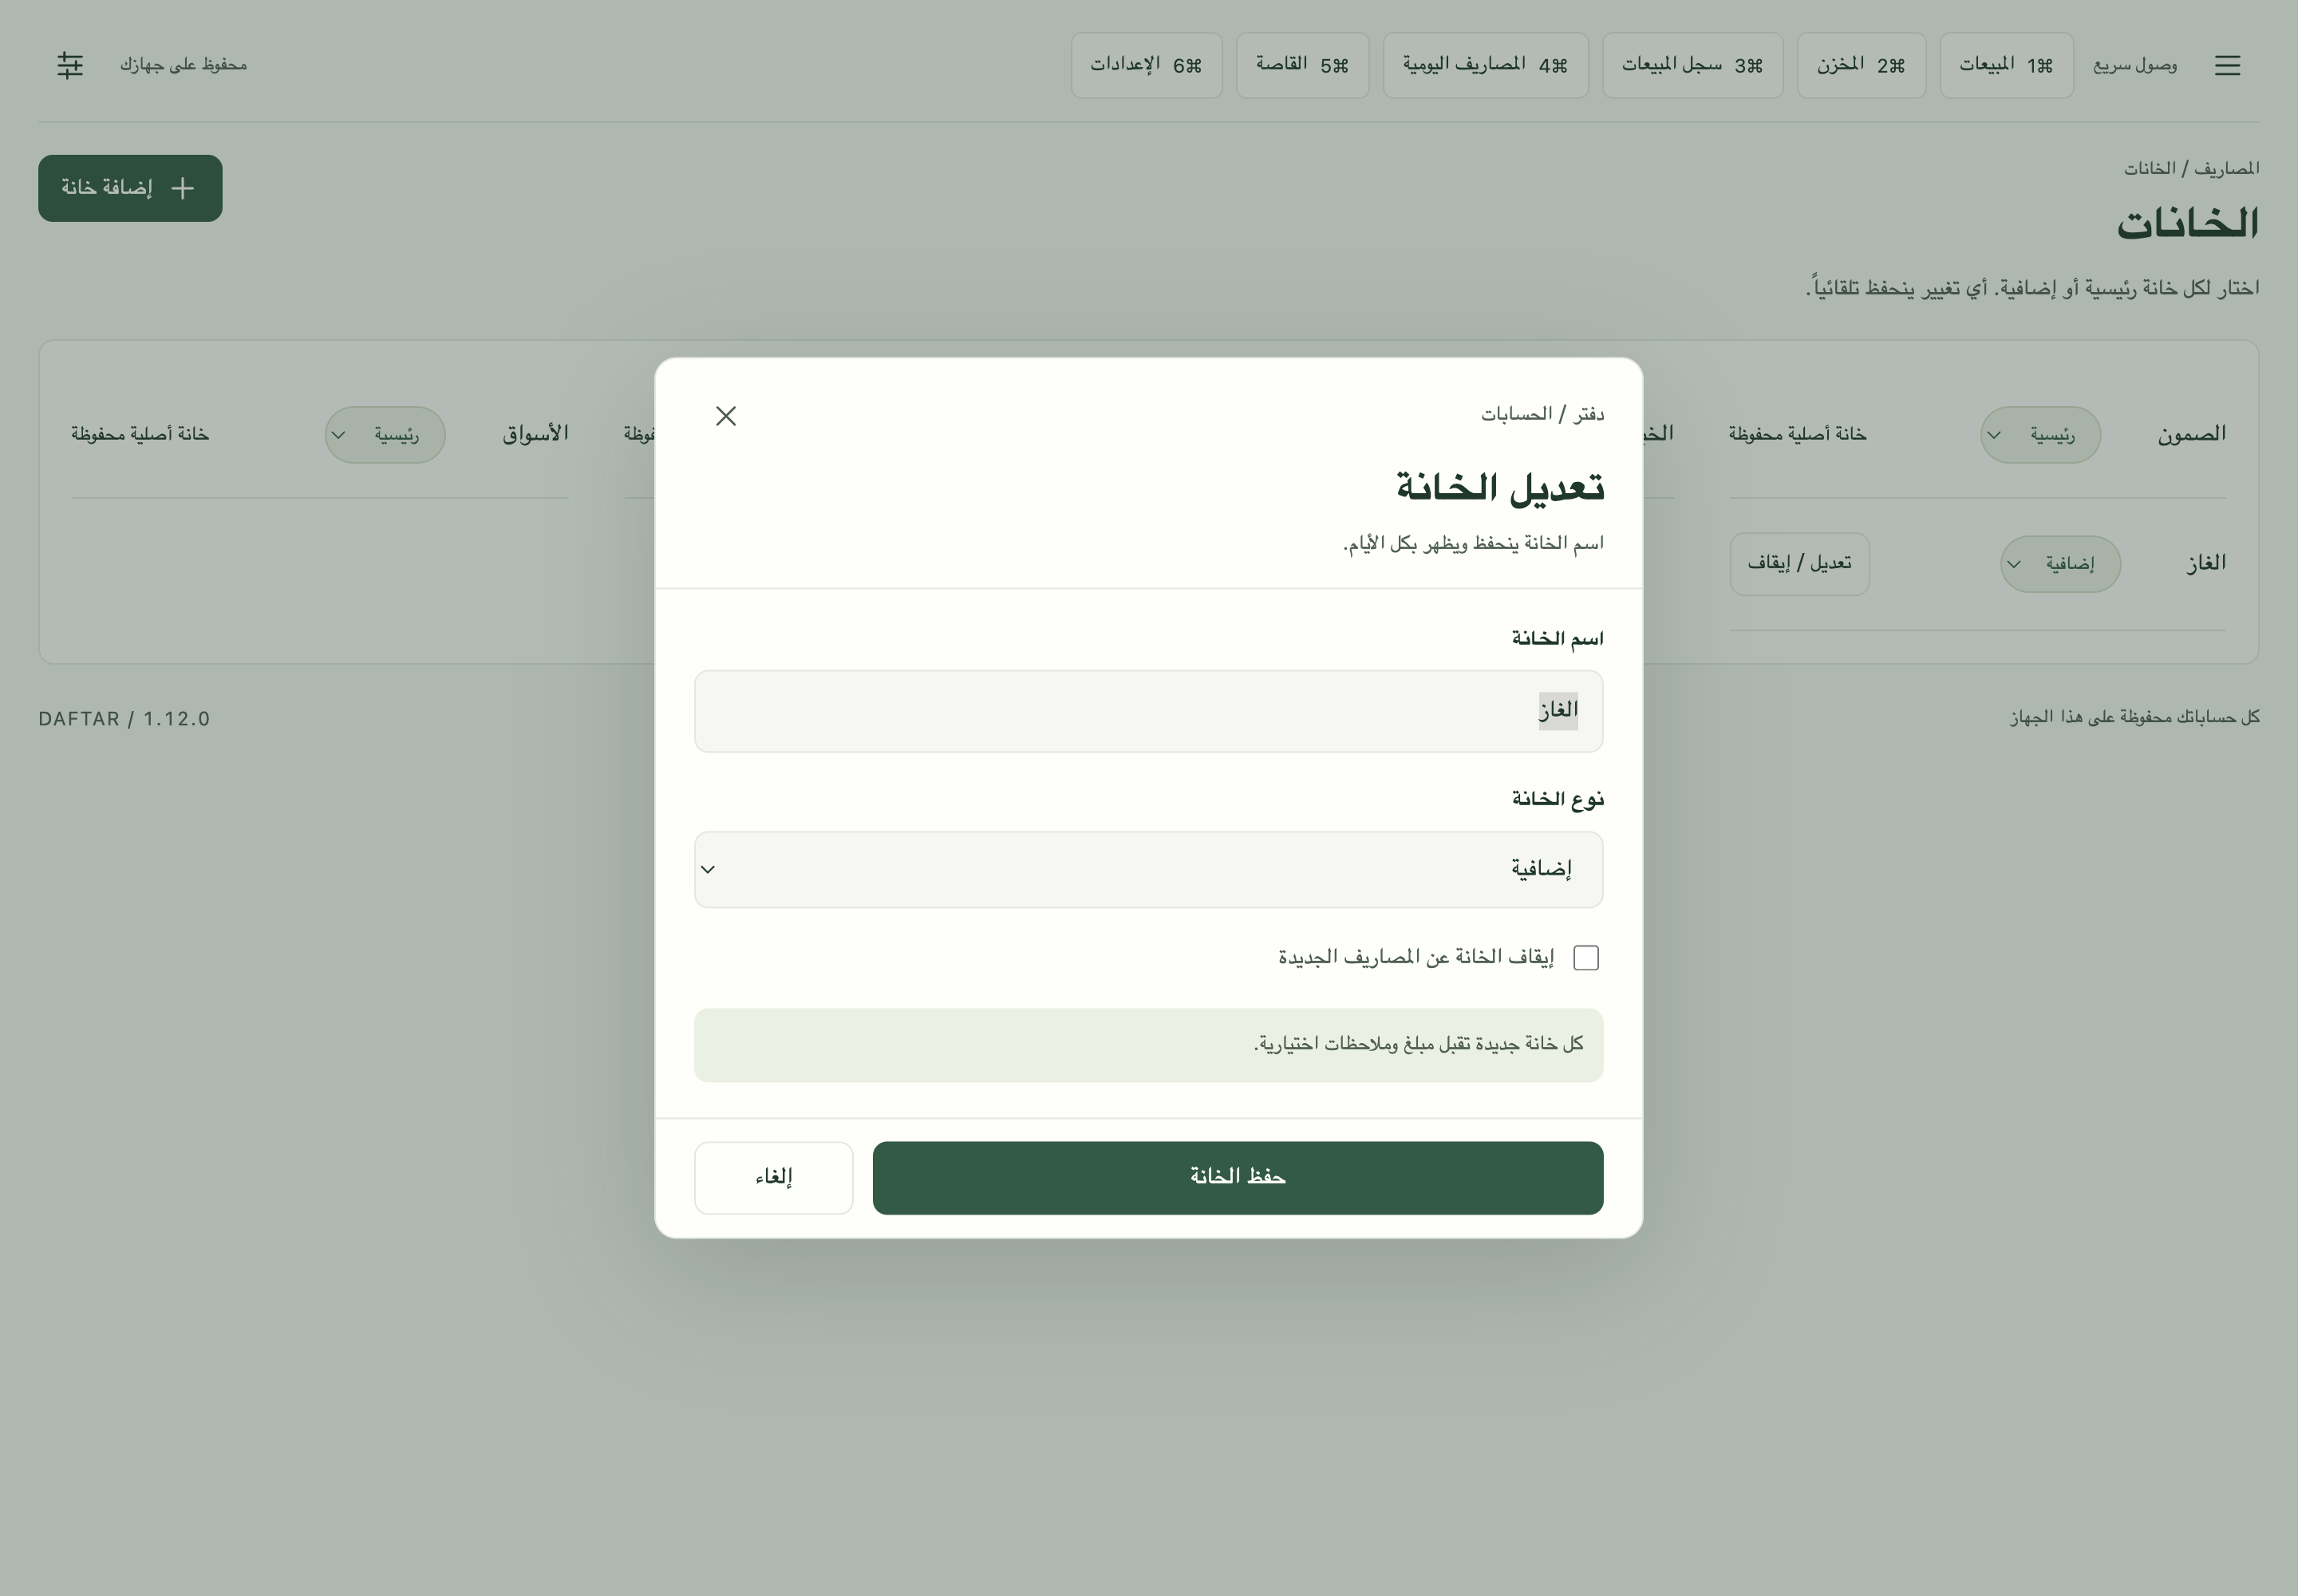 وصول سريع
⌘1 المبيعات
⌘2 المخزن
⌘3 سجل المبيعات
⌘4 المصاريف اليومية
⌘5 القاصة
⌘6 الإعدادات
محفوظ على جهازك
المصاريف / الخانات
الخانات
اختار لكل خانة رئيسية أو إضافية. أي تغيير ينحفظ تلقائياً.
إضافة خانة
الصمون
رئيسية
خانة أصلية محفوظة
الأسواق
رئيسية
خانة أصلية محفوظة
الغاز
إضافية
تعديل / إيقاف
دفتر / الحسابات
تعديل الخانة
اسم الخانة ينحفظ ويظهر بكل الأيام.
اسم الخانة
الغاز
نوع الخانة
إضافية
إيقاف الخانة عن المصاريف الجديدة
كل خانة جديدة تقبل مبلغ وملاحظات اختيارية.
حفظ الخانة
إلغاء
كل حساباتك محفوظة على هذا الجهاز
DAFTAR / 1.12.0